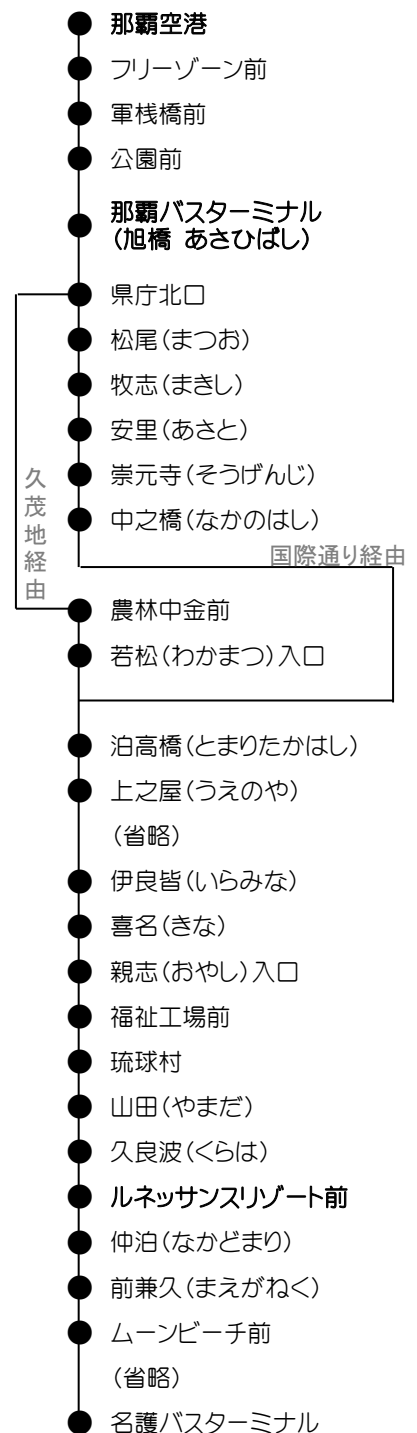 那覇空港
フリーゾーン前
軍桟橋前
公園前
那覇バスターミナル
(旭橋 あさひばし)
県庁北口
松尾(まつお)
牧志(まきし)
安里(あさと)
崇元寺(そうげんじ)
中之橋(なかのはし)
国際通り経由
久茂地経由
農林中金前
若松(わかまつ)入口
泊高橋(とまりたかはし)
上之屋(うえのや)
(省略)
伊良皆(いらみな)
喜名(きな)
親志(おやし)入口
福祉工場前
琉球村
山田(やまだ)
久良波(くらは)
ルネッサンスリゾート前
仲泊(なかどまり)
前兼久(まえがねく)
ムーンビーチ前
(省略)
名護バスターミナル